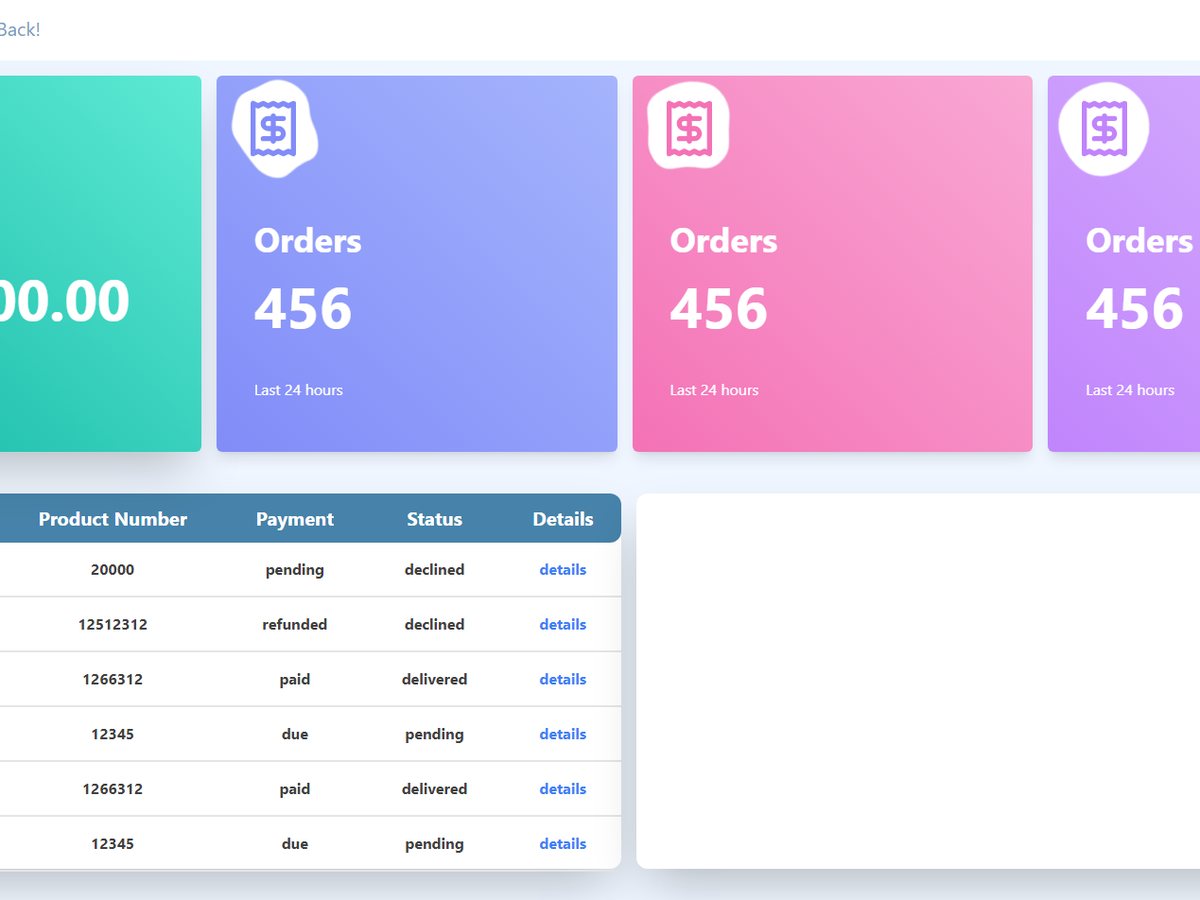 Back!
Orders Orders Orders
00.00 456 456 456
Last 24 hours Last 24 hours Last 24 hours
Product Number Payment Status Details
20000 pending declined details
12512312 refunded declined details
1266312 paid delivered details
12345 due pending details
1266312 paid delivered details
12345 due pending details